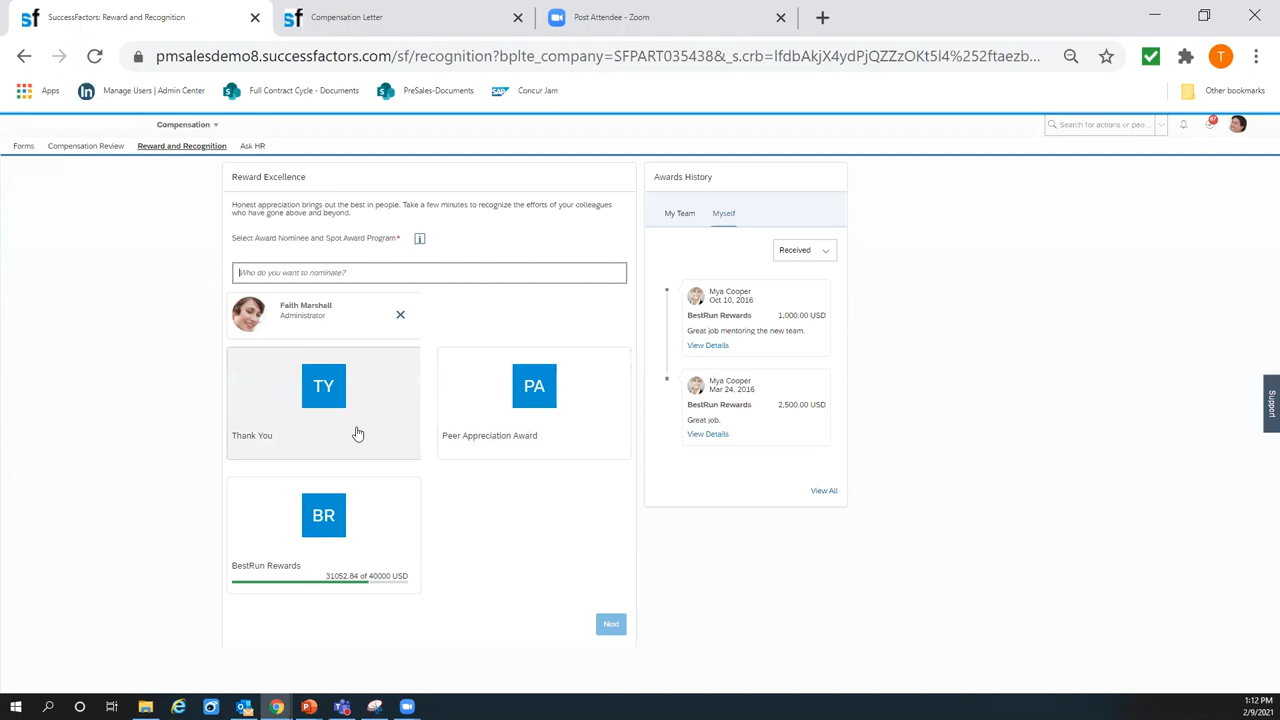 SuccessFactors: Reward and Recognition
Compensation Letter
Post Attendee - Zoom
pmsalesdemo8.successfactors.com/sf/recognition?bplte_company=SFPART035438&_s.crb=lfdbAkjX4ydPjQZZzOKt5I4%252ftaezb...
T
Apps
Manage Users | Admin Center
Full Contract Cycle - Documents
PreSales-Documents
SAP
Concur Jam
Other bookmarks
Compensation
Search for actions or peo...
Forms
Compensation Review
Reward and Recognition
Ask HR
Reward Excellence
Honest appreciation brings out the best in people. Take a few minutes to recognize the efforts of your colleagues
who have gone above and beyond.
Select Award Nominee and Spot Award Program*
Who do you want to nominate?
Faith Marshall
Administrator
TY
Thank You
PA
Peer Appreciation Award
BR
BestRun Rewards
31052.84 of 40000 USD
Next
Awards History
My Team
Myself
Received
Mya Cooper
Oct 10, 2016
BestRun Rewards 1,000.00 USD
Great job mentoring the new team.
View Details
Mya Cooper
Mar 24, 2016
BestRun Rewards 2,500.00 USD
Great job.
View Details
View All
Support
1:12 PM
2/9/2021